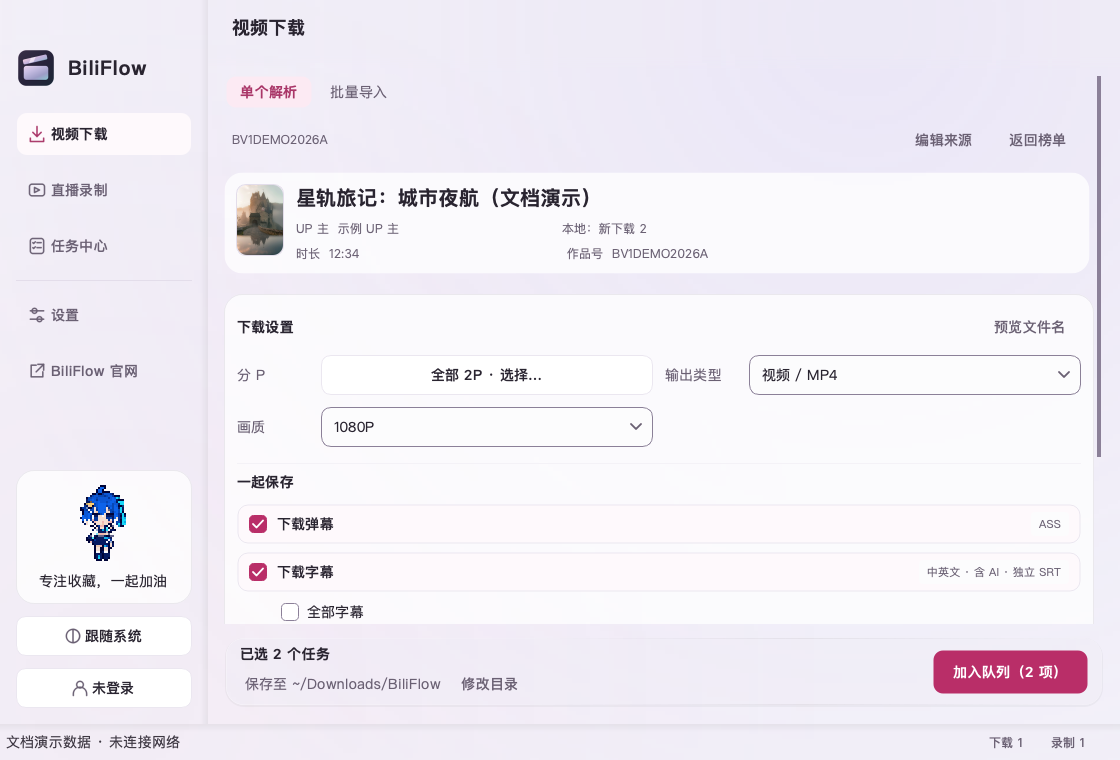 视频下载
BiliFlow
视频下载
直播录制
任务中心
设置
BiliFlow 官网
专注收藏，一起加油
跟随系统
未登录
单个解析 批量导入
BV1DEMO2026A 编辑来源 返回榜单
星轨旅记：城市夜航（文档演示）
UP 主 示例 UP 主 本地：新下载 2
时长 12:34 作品号 BV1DEMO2026A
下载设置 预览文件名
分 P 全部 2P · 选择... 输出类型 视频 / MP4
画质 1080P
一起保存
下载弹幕 ASS
下载字幕 中英文 · 含 AI · 独立 SRT
全部字幕
已选 2 个任务
保存至 ~/Downloads/BiliFlow 修改目录
加入队列（2 项）
文档演示数据 · 未连接网络 下载 1 录制 1